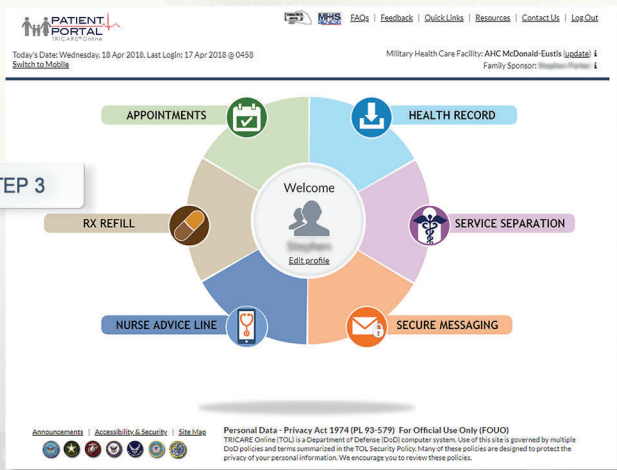 PATIENT
PORTAL
TRICARE® Online
MHS FAQs | Feedback | Quick Links | Resources | Contact Us | Log Out
Today's Date: Wednesday, 18 Apr 2018, Last Login: 17 Apr 2018 @ 0458
Switch to Mobile
Military Health Care Facility: AHC McDonald-Eustis (update) i
Family Sponsor: i
APPOINTMENTS
HEALTH RECORD
TEP 3
Welcome
RX REFILL
SERVICE SEPARATION
Edit profile
NURSE ADVICE LINE
SECURE MESSAGING
Announcements | Accessibility & Security | Site Map
Personal Data - Privacy Act 1974 (PL 93-579) For Official Use Only (FOUO)
TRICARE Online (TOL) is a Department of Defense (DoD) computer system. Use of this site is governed by multiple
DoD policies and terms summarized in the TOL Security Policy. Many of these policies are designed to protect the
privacy of your personal information. We encourage you to review these policies.